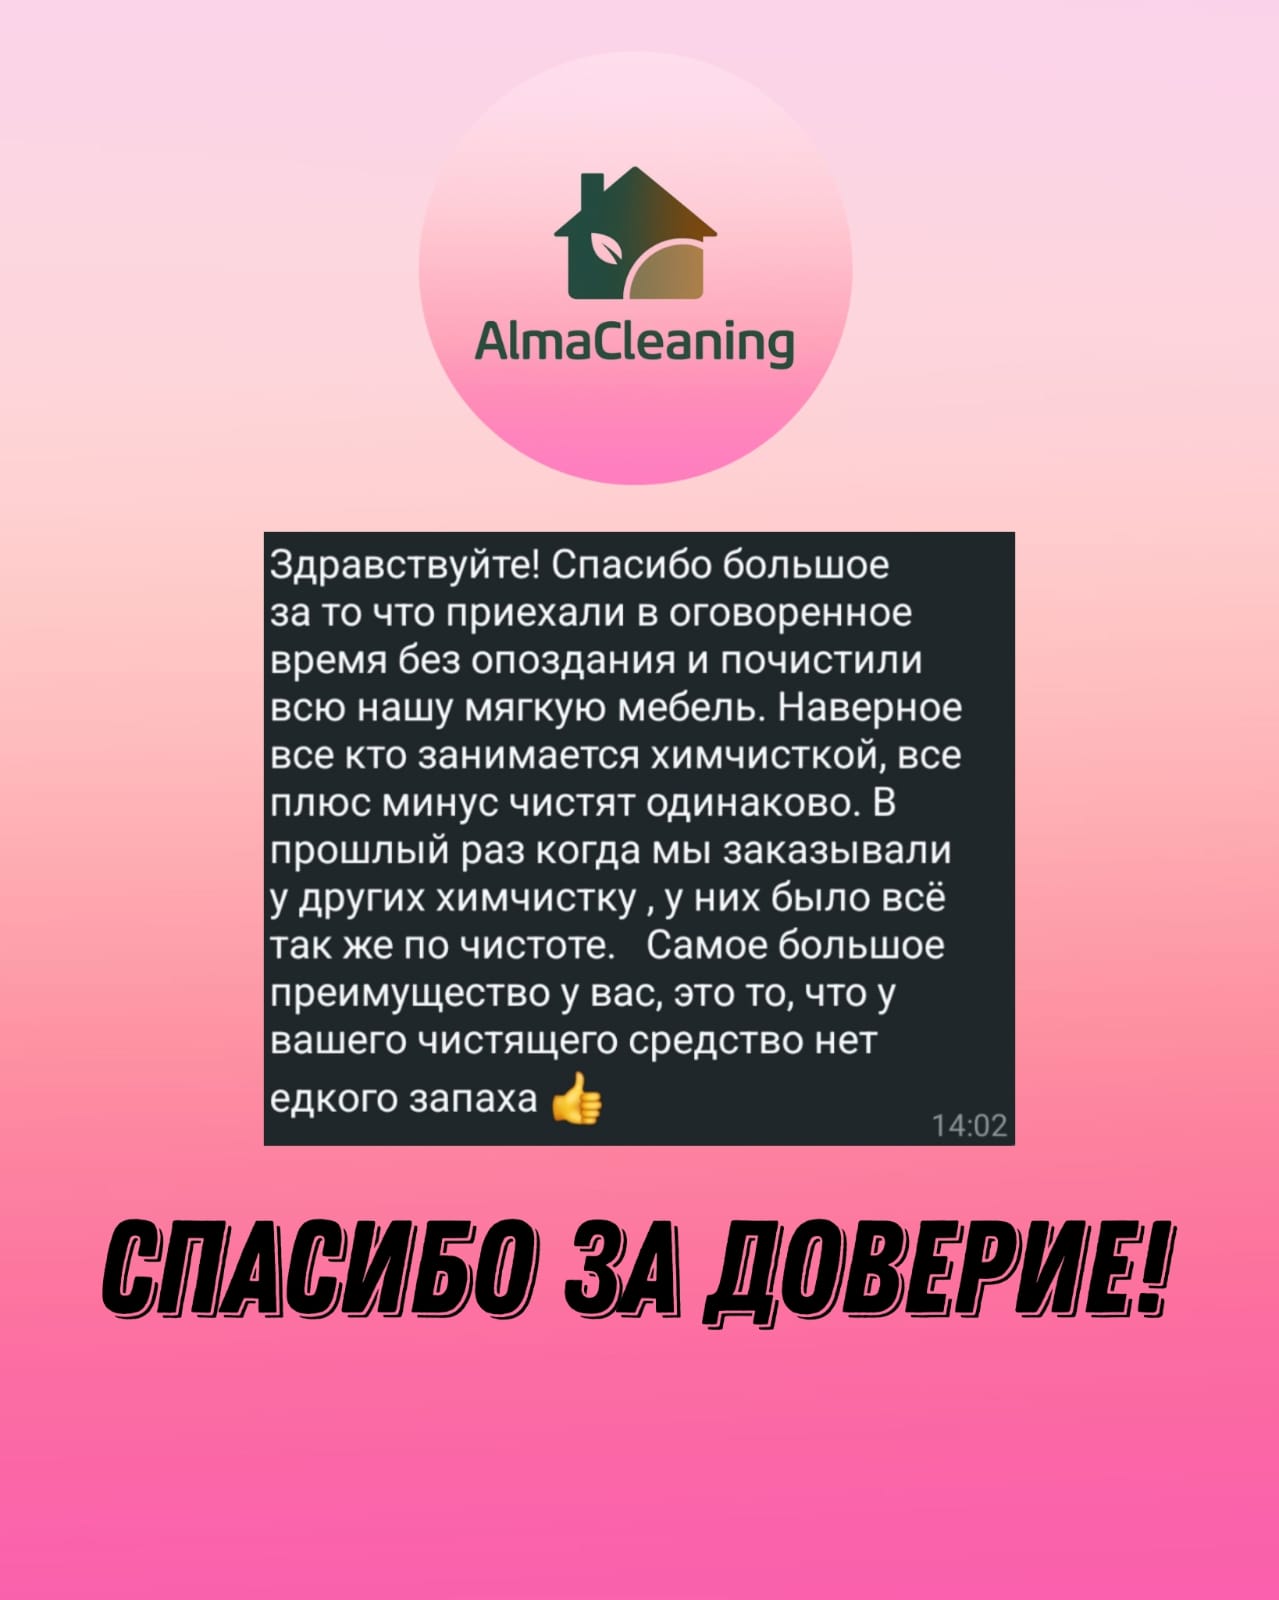 AlmaCleaning
Здравствуйте! Спасибо большое
за то что приехали в оговоренное
время без опоздания и почистили
всю нашу мягкую мебель. Наверное
все кто занимается химчисткой, все
плюс минус чистят одинаково. В
прошлый раз когда мы заказывали
у других химчистку , у них было всё
так же по чистоте.   Самое большое
преимущество у вас, это то, что у
вашего чистящего средство нет
едкого запаха 👍
14:02
СПАСИБО ЗА ДОВЕРИЕ!